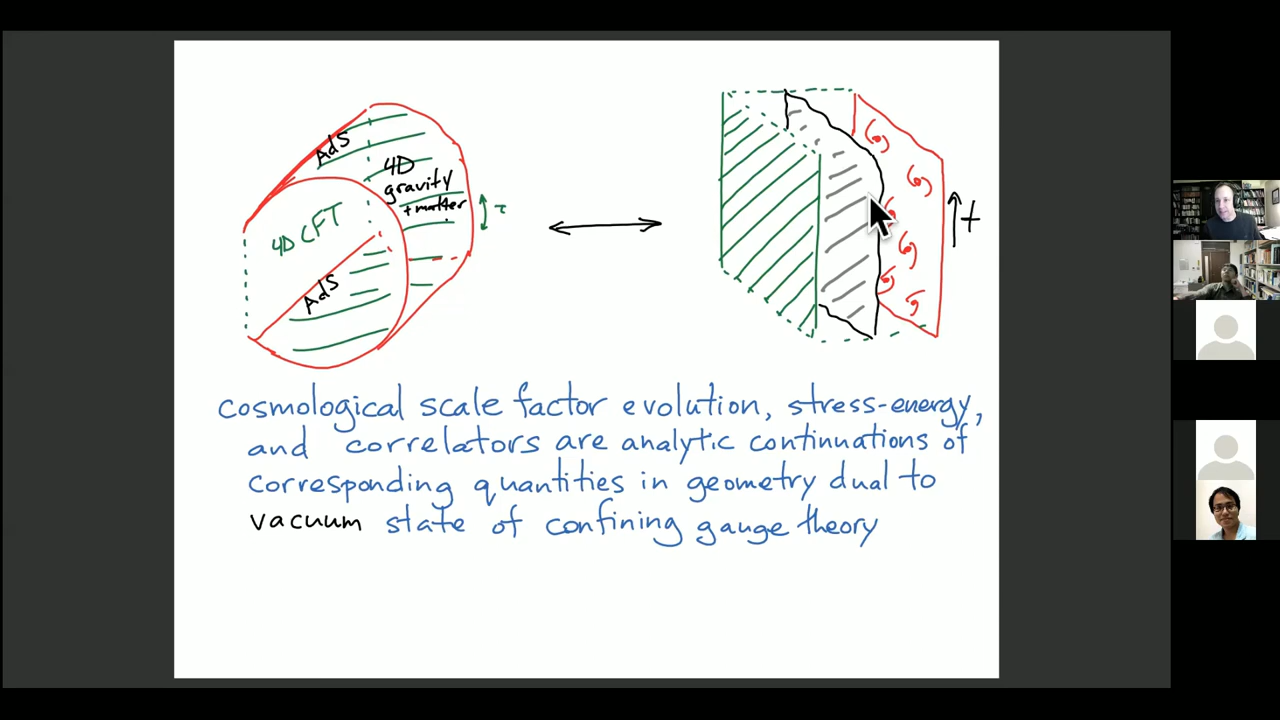 AdS
4D
gravity
+matter
τ
4D CFT
AdS
t
cosmological scale factor evolution, stress-energy,
and correlators are analytic continuations of
corresponding quantities in geometry dual to
vacuum state of confining gauge theory